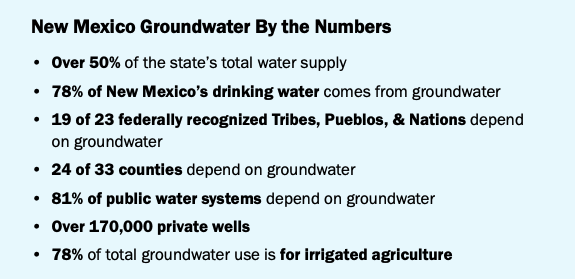 New Mexico Groundwater By the Numbers
• Over 50% of the state's total water supply
• 78% of New Mexico's drinking water comes from groundwater
• 19 of 23 federally recognized Tribes, Pueblos, & Nations depend
on groundwater
• 24 of 33 counties depend on groundwater
• 81% of public water systems depend on groundwater
• Over 170,000 private wells
• 78% of total groundwater use is for irrigated agriculture